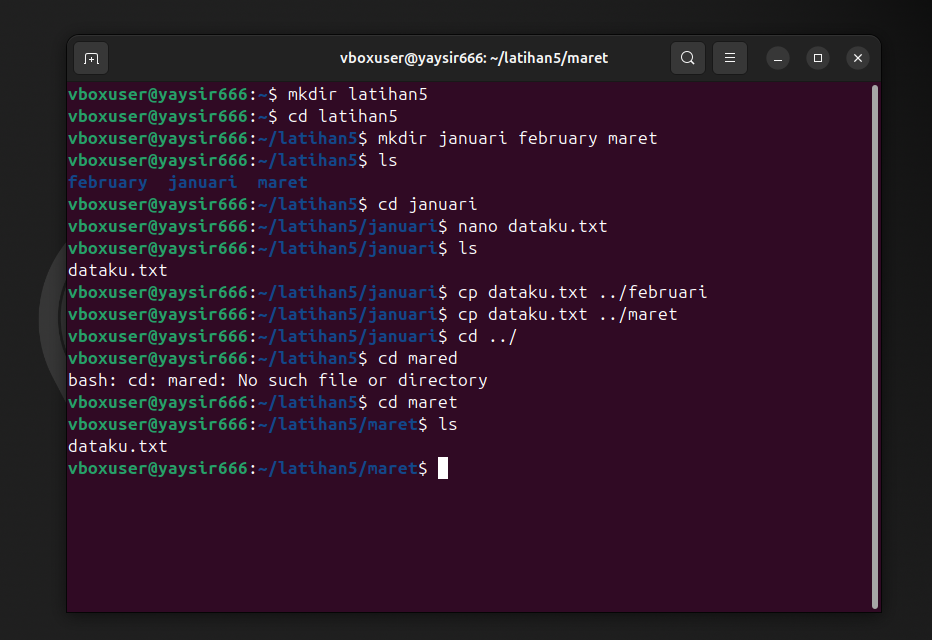 vboxuser@yaysir666: ~/latihan5/maret
vboxuser@yaysir666:~$ mkdir latihan5
vboxuser@yaysir666:~$ cd latihan5
vboxuser@yaysir666:~/latihan5$ mkdir januari february maret
vboxuser@yaysir666:~/latihan5$ ls
february  januari  maret
vboxuser@yaysir666:~/latihan5$ cd januari
vboxuser@yaysir666:~/latihan5/januari$ nano dataku.txt
vboxuser@yaysir666:~/latihan5/januari$ ls
dataku.txt
vboxuser@yaysir666:~/latihan5/januari$ cp dataku.txt ../februari
vboxuser@yaysir666:~/latihan5/januari$ cp dataku.txt ../maret
vboxuser@yaysir666:~/latihan5/januari$ cd ../
vboxuser@yaysir666:~/latihan5$ cd mared
bash: cd: mared: No such file or directory
vboxuser@yaysir666:~/latihan5$ cd maret
vboxuser@yaysir666:~/latihan5/maret$ ls
dataku.txt
vboxuser@yaysir666:~/latihan5/maret$